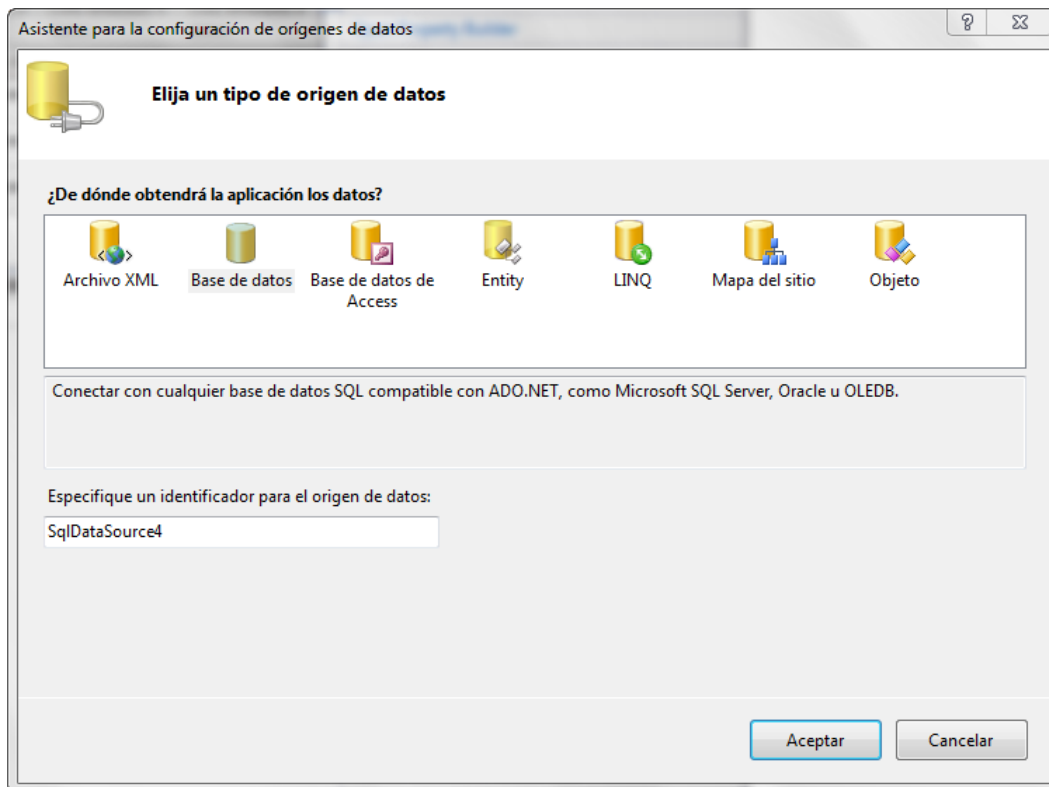 Asistente para la configuración de orígenes de datos
Elija un tipo de origen de datos
¿De dónde obtendrá la aplicación los datos?
Archivo XML
Base de datos
Base de datos de
Access
Entity
LINQ
Mapa del sitio
Objeto
Conectar con cualquier base de datos SQL compatible con ADO.NET, como Microsoft SQL Server, Oracle u OLEDB.
Especifique un identificador para el origen de datos:
SqlDataSource4
Aceptar
Cancelar